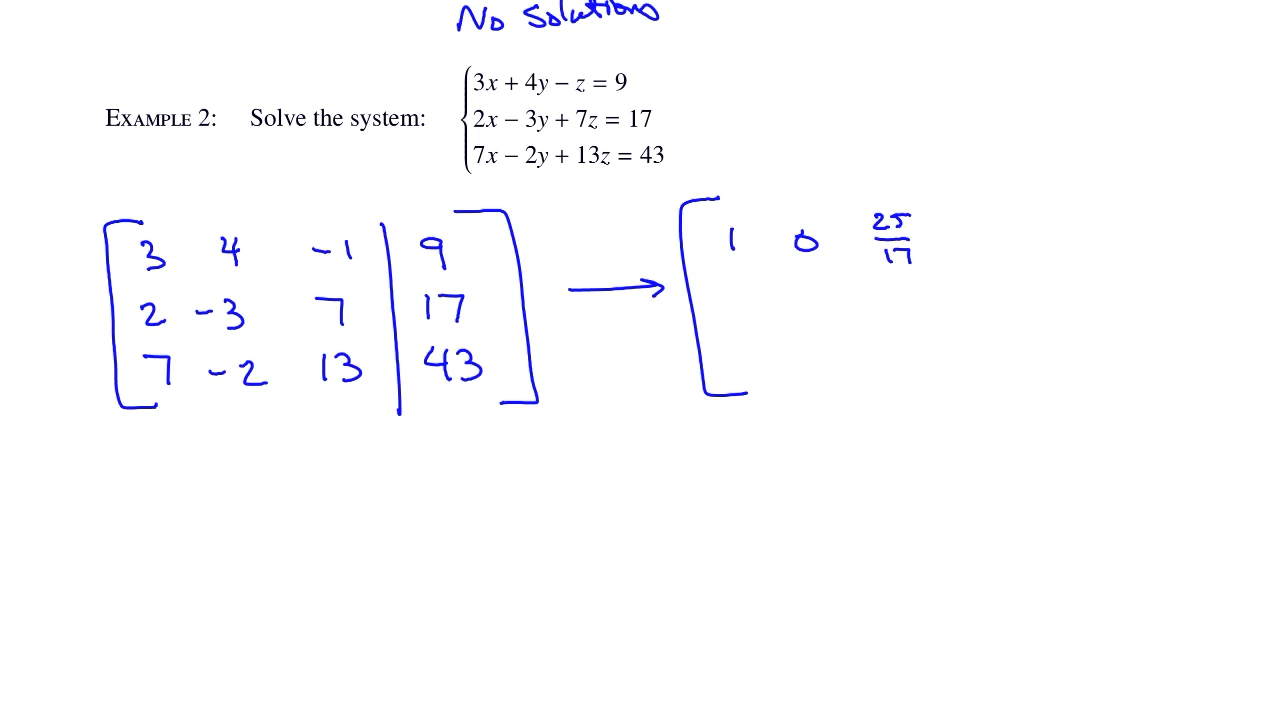 No Solutions
EXAMPLE 2: Solve the system:
3x + 4y − z = 9
2x − 3y + 7z = 17
7x − 2y + 13z = 43
3 4 -1 9
2 -3 7 17
7 -2 13 43
1 0 25/17